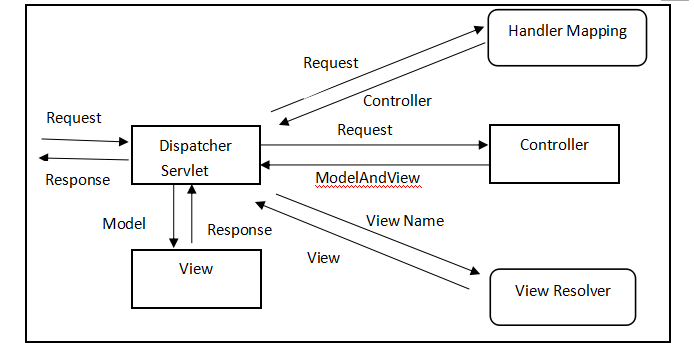 Handler Mapping
Request
Controller
Request
Request
Dispatcher
Servlet
Controller
Response
ModelAndView
Model
Response
View Name
View
View
View Resolver